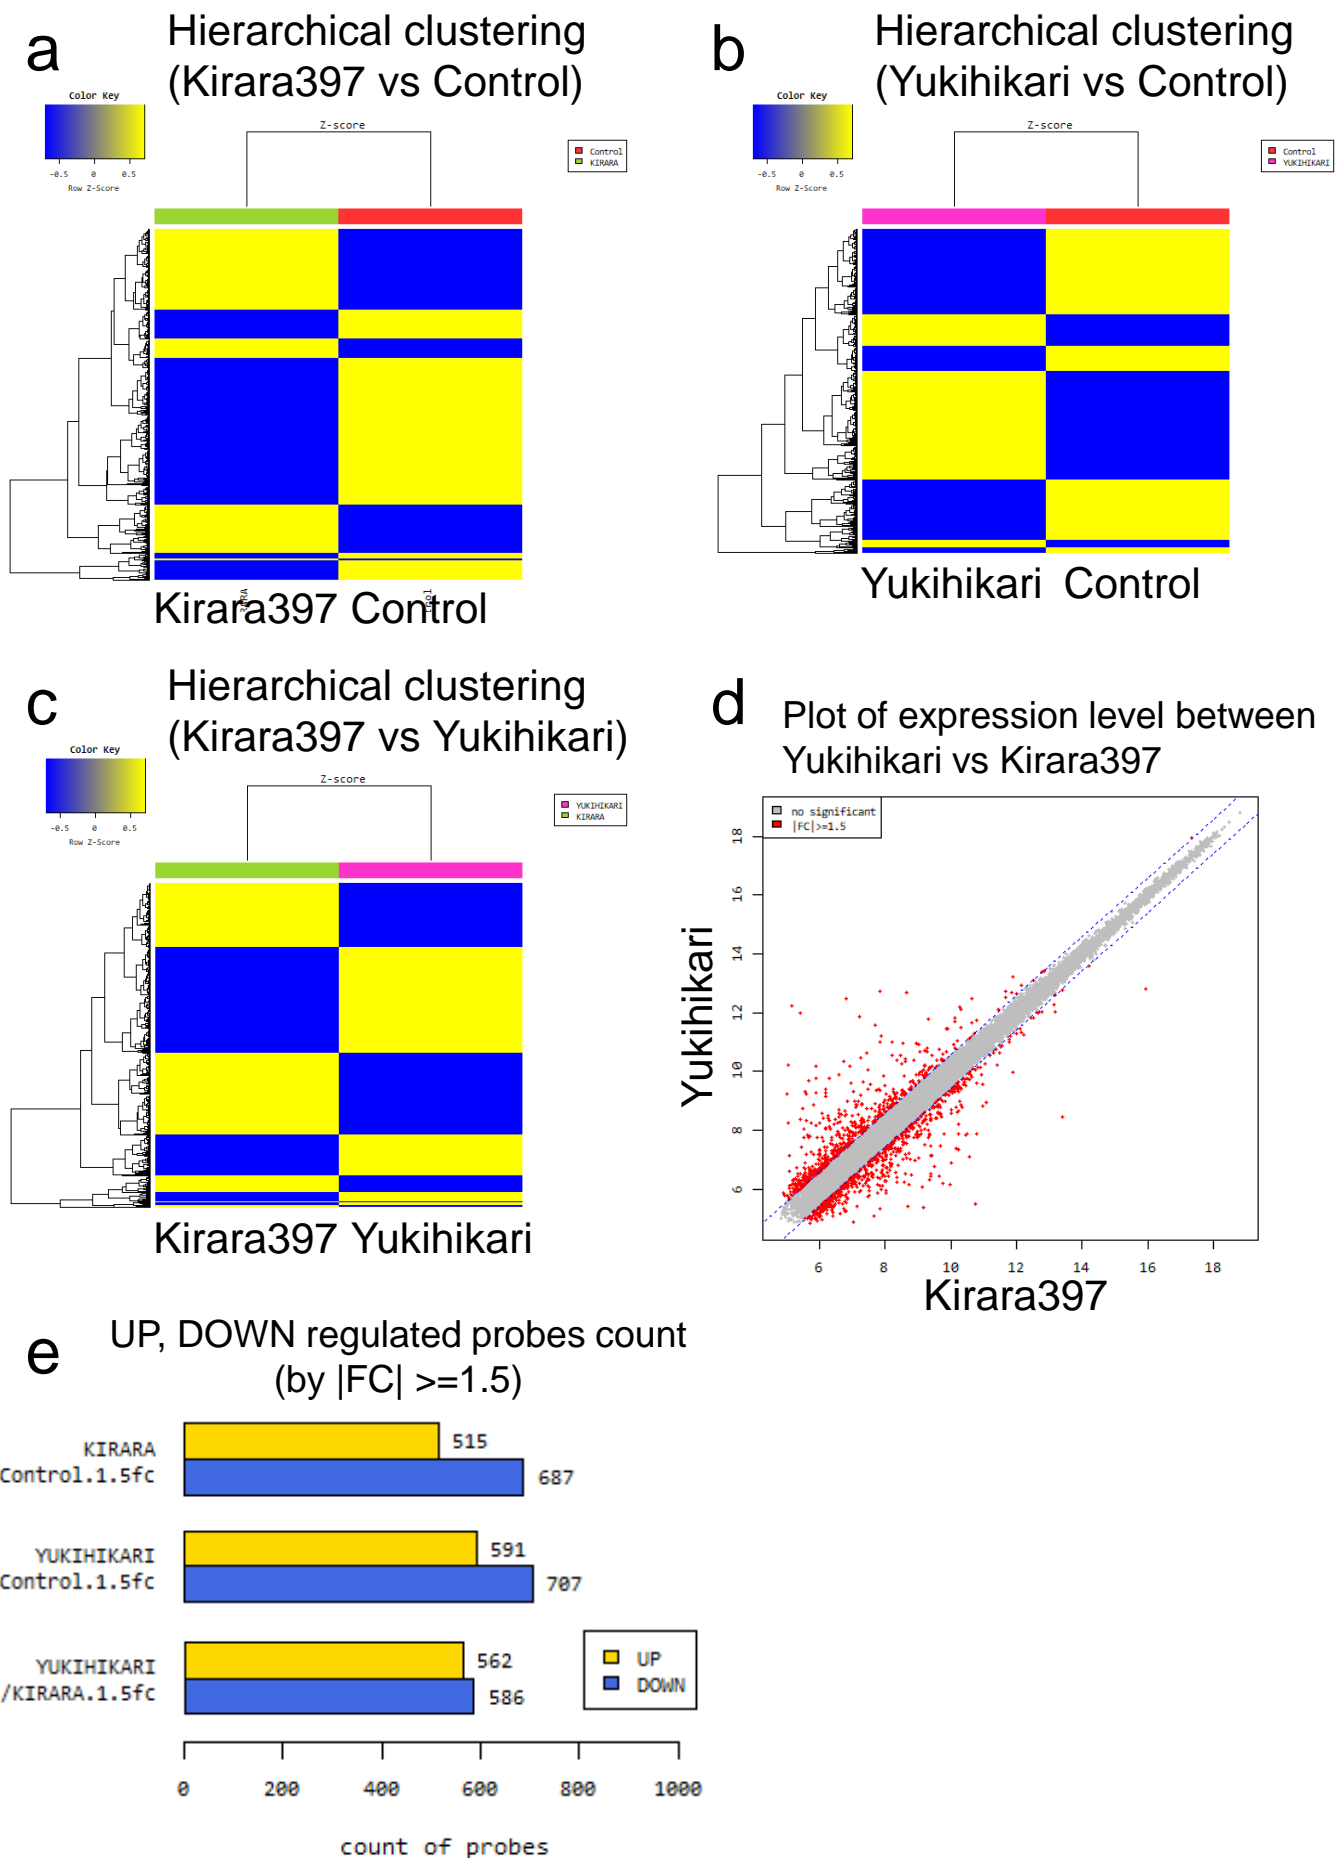 a
Hierarchical clustering
(Kirara397 vs Control)
Color Key
-0.5 0 0.5
Row Z-Score
Z-score
Control
KIRARA
Kirara397 Control
b
Hierarchical clustering
(Yukihikari vs Control)
Color Key
-0.5 0 0.5
Row Z-Score
Z-score
Control
YUKIHIKARI
Yukihikari Control
c
Hierarchical clustering
(Kirara397 vs Yukihikari)
Color Key
-0.5 0 0.5
Row Z-Score
Z-score
YUKIHIKARI
KIRARA
Kirara397 Yukihikari
d
Plot of expression level between
Yukihikari vs Kirara397
no significant
|FC|>=1.5
18
16
14
12
10
8
6
Yukihikari
6 8 10 12 14 16 18
Kirara397
e
UP, DOWN regulated probes count
(by |FC| >=1.5)
KIRARA
Control.1.5fc
515
687
YUKIHIKARI
Control.1.5fc
591
707
YUKIHIKARI
/KIRARA.1.5fc
562
586
UP
DOWN
0 200 400 600 800 1000
count of probes